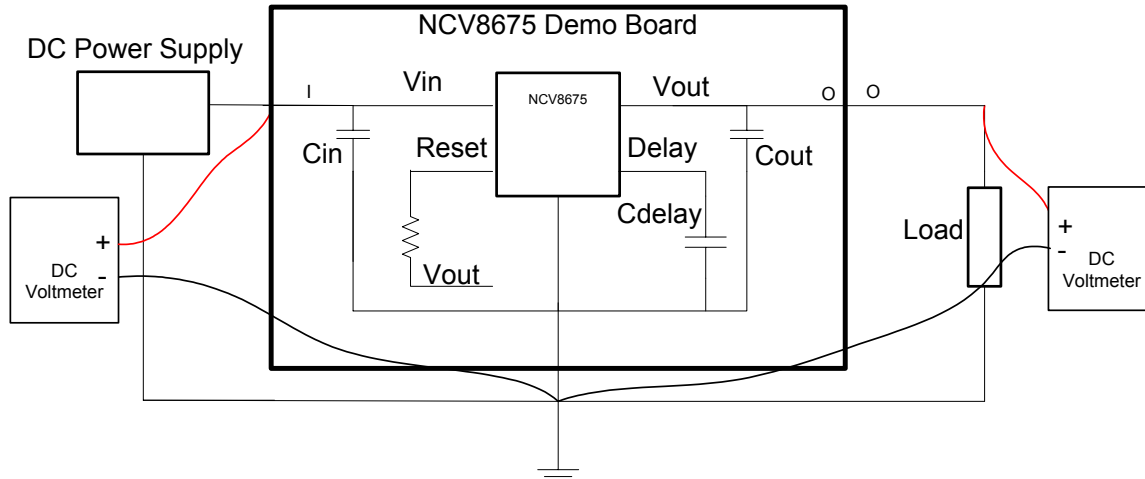 NCV8675 Demo Board
DC Power Supply
I
Vin
NCV8675
Vout
O
O
Cin
Reset
Delay
Cout
Cdelay
Vout
Load
+
-
DC
Voltmeter
+
-
DC
Voltmeter